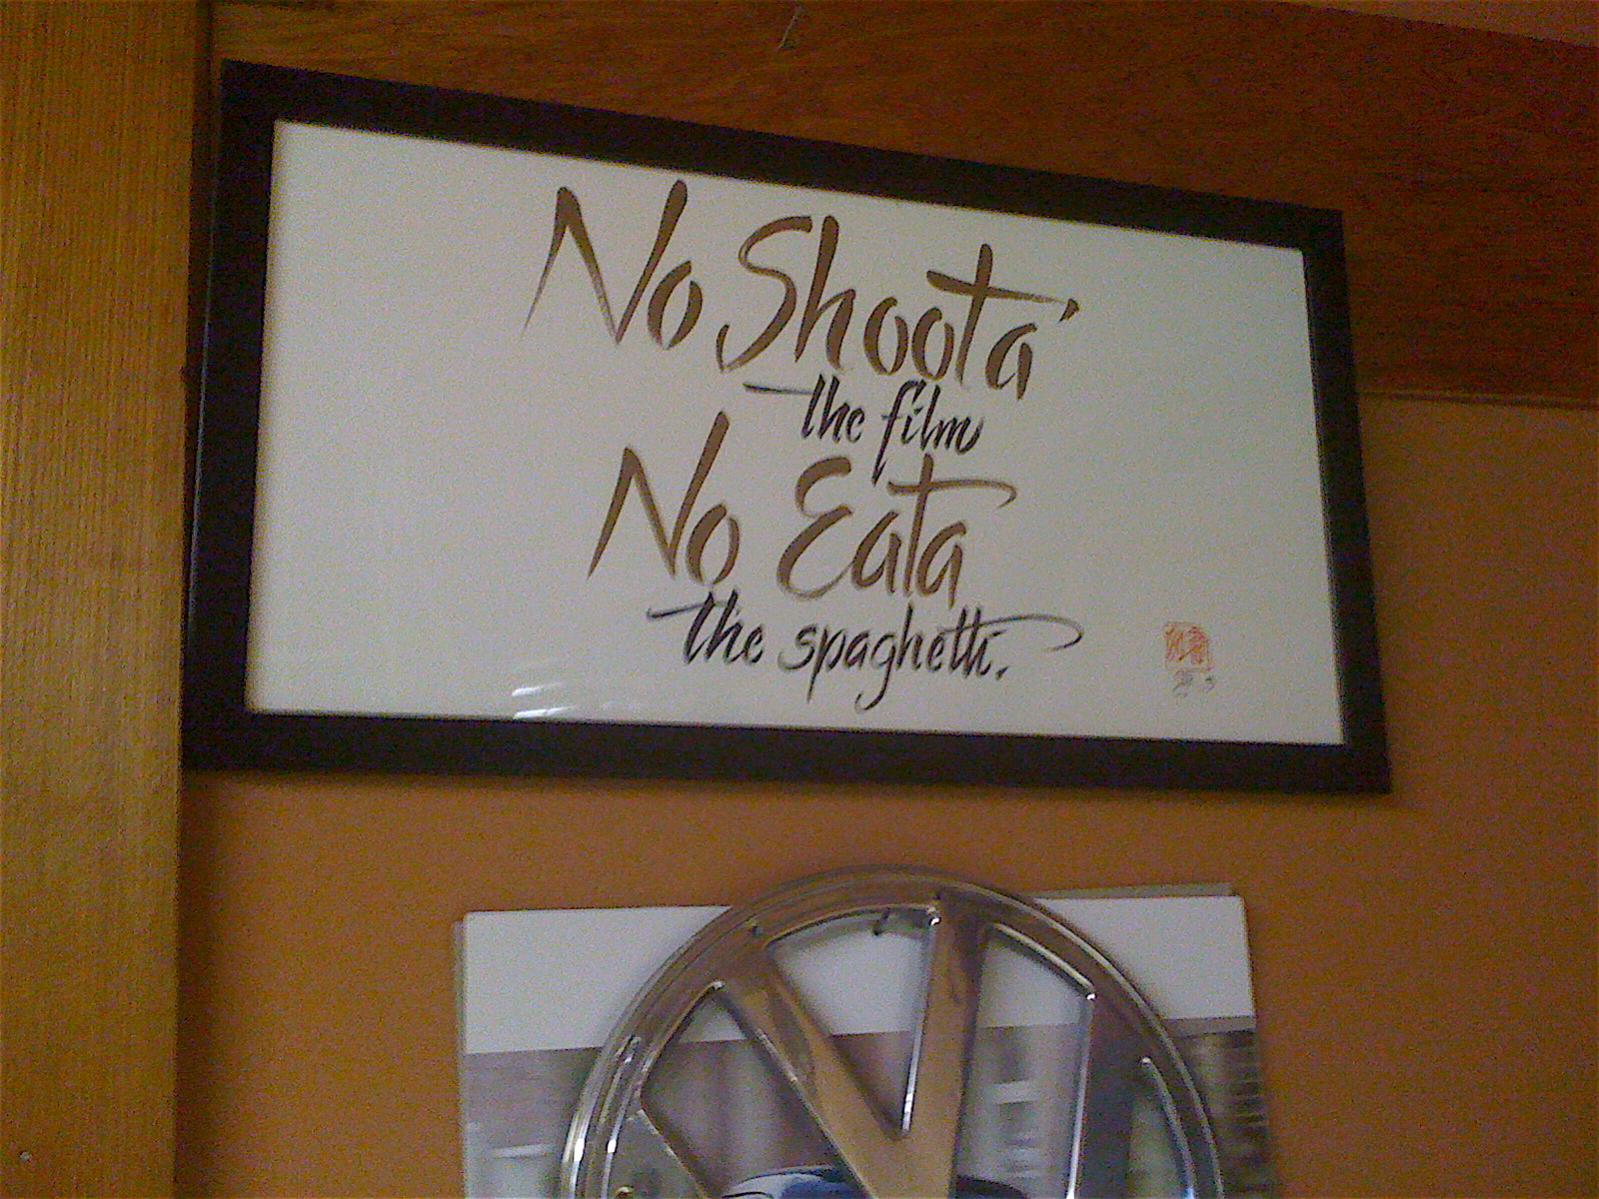 No Shoota'
the film
No Eata
the spaghetti.